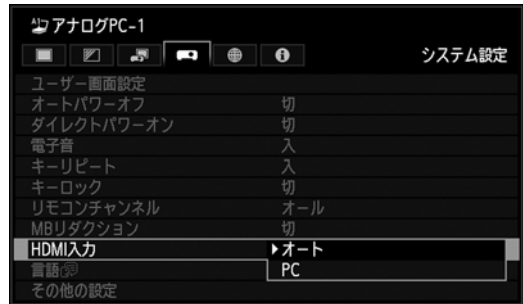 アナログPC-1
システム設定
ユーザー画面設定
オートパワーオフ 切
ダイレクトパワーオン 切
電子音 入
キーリピート 入
キーロック 切
リモコンチャンネル オール
MBリダクション 切
HDMI入力 ▶オート
言語 PC
その他の設定